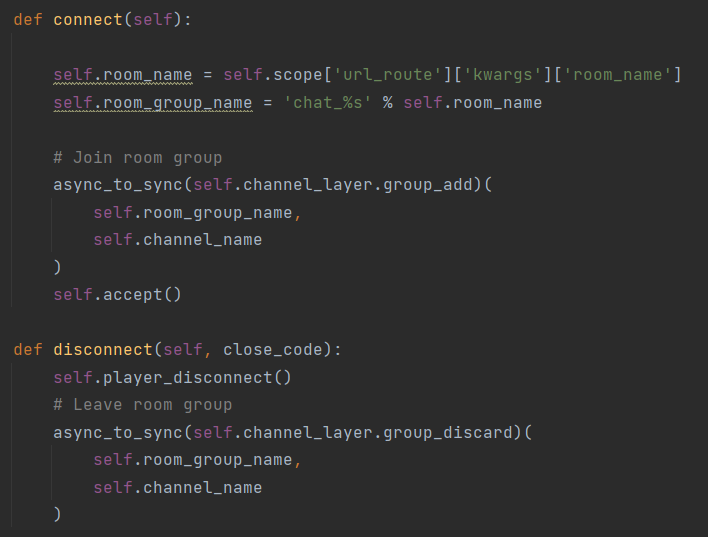 def connect(self):
self.room_name = self.scope['url_route']['kwargs']['room_name']
self.room_group_name = 'chat_%s' % self.room_name
# Join room group
async_to_sync(self.channel_layer.group_add)(
self.room_group_name,
self.channel_name
)
self.accept()
def disconnect(self, close_code):
self.player_disconnect()
# Leave room group
async_to_sync(self.channel_layer.group_discard)(
self.room_group_name,
self.channel_name
)